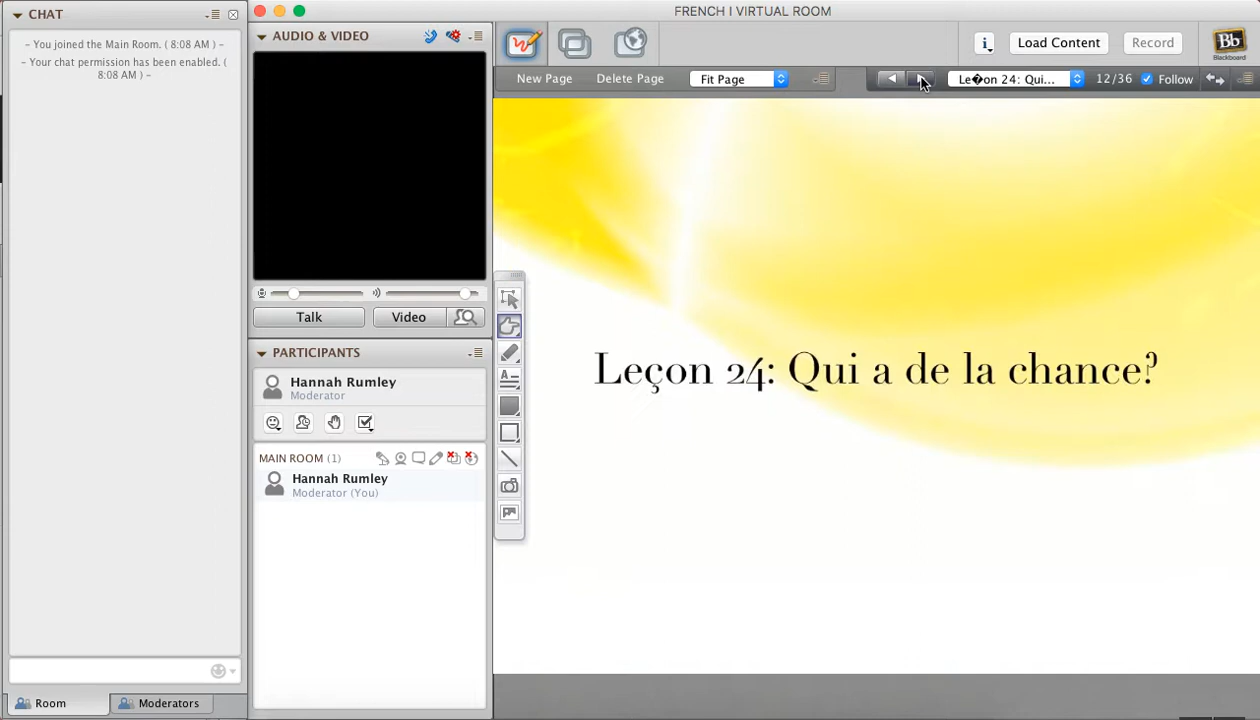 FRENCH I VIRTUAL ROOM
CHAT
– You joined the Main Room. ( 8:08 AM ) –
– Your chat permission has been enabled. (
8:08 AM ) –
Room
Moderators
AUDIO & VIDEO
Talk
Video
PARTICIPANTS
Hannah Rumley
Moderator
MAIN ROOM (1)
Hannah Rumley
Moderator (You)
i
Load Content
Record
Bb
Blackboard
New Page
Delete Page
Fit Page
Le�on 24: Qui...
12/36
Follow
Leçon 24: Qui a de la chance?